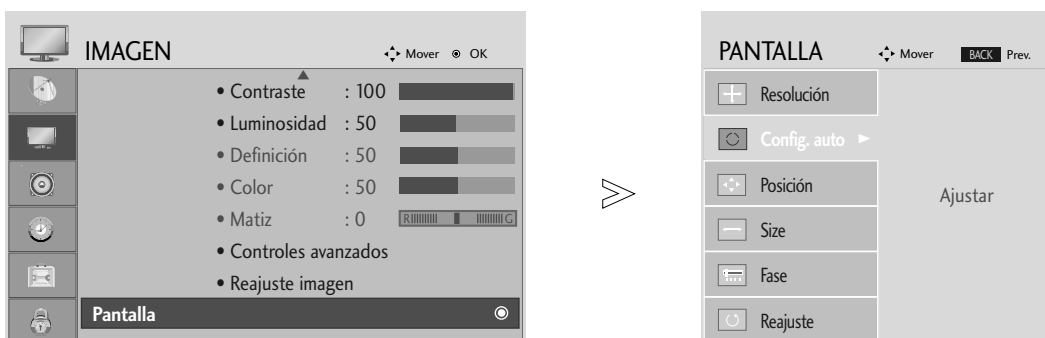 IMAGEN
Mover OK
• Contraste : 100
• Luminosidad : 50
• Definición : 50
• Color : 50
• Matiz : 0 R G
• Controles avanzados
• Reajuste imagen
Pantalla
PANTALLA
Mover BACK Prev.
Resolución
Config. auto
Posición
Size
Fase
Reajuste
Ajustar